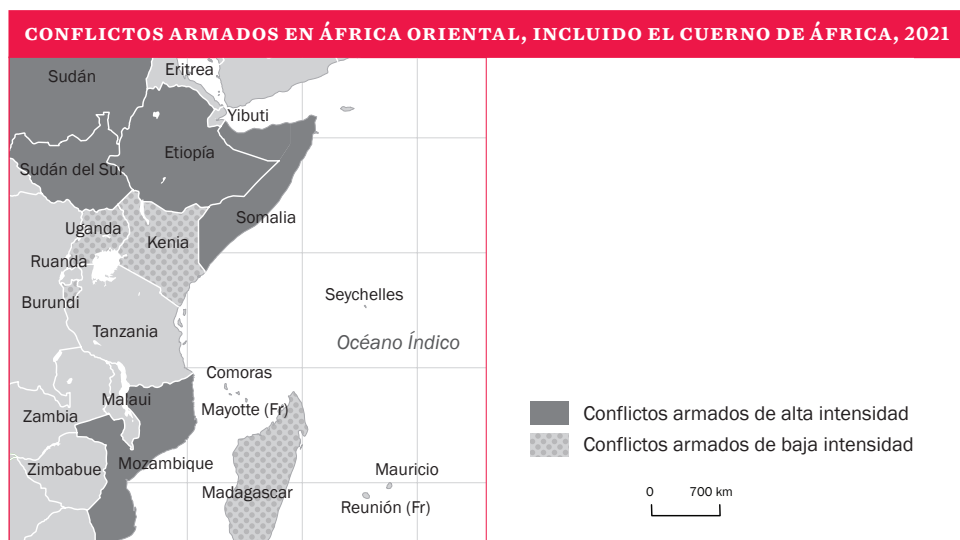 CONFLICTOS ARMADOS EN ÁFRICA ORIENTAL, INCLUIDO EL CUERNO DE ÁFRICA, 2021
Sudán
Eritrea
Yibuti
Etiopía
Sudán del Sur
Somalia
Uganda
Kenia
Ruanda
Burundi
Seychelles
Tanzania
Océano Índico
Comoras
Malaui
Mayotte (Fr)
Zambia
Mozambique
Zimbabue
Mauricio
Madagascar
Reunión (Fr)
Conflictos armados de alta intensidad
Conflictos armados de baja intensidad
0 700 km